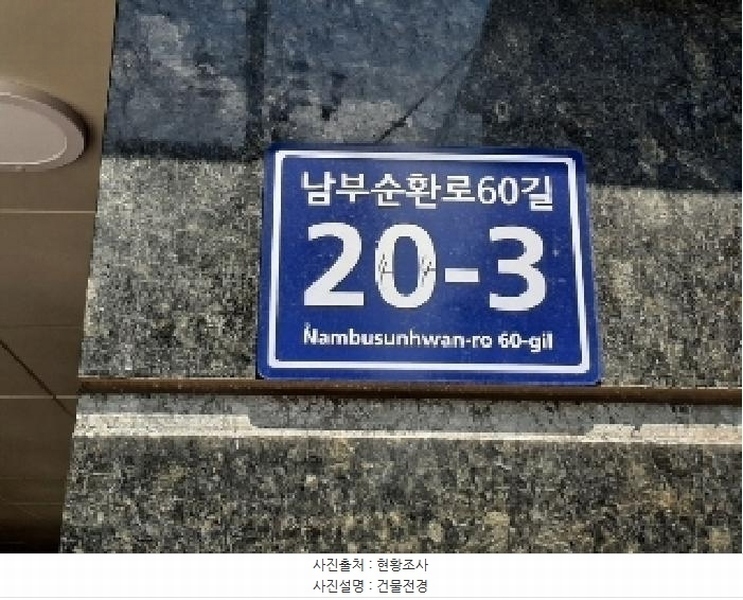 남부순환로60길
20-3
Nambusunhwan-ro 60-gil
사진출처 : 현황조사
사진설명 : 건물전경